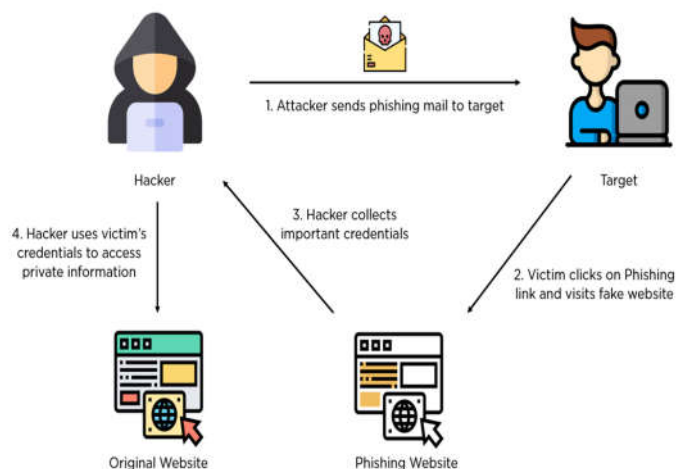 1. Attacker sends phishing mail to target
Hacker
Target
3. Hacker collects
important credentials
4. Hacker uses victim's
credentials to access
private information
2. Victim clicks on Phishing
link and visits fake website
Original Website
Phishing Website